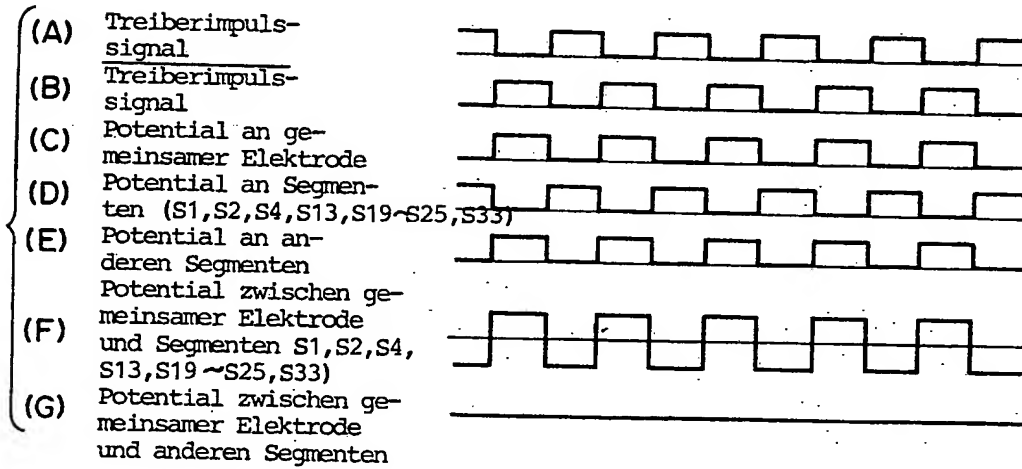 (A) Treiberimpuls-
signal
(B) Treiberimpuls-
signal
(C) Potential an ge-
meinsamer Elektrode
(D) Potential an Segmen-
ten (S1,S2,S4,S13,S19~S25,S33)
(E) Potential an an-
deren Segmenten
(F) Potential zwischen ge-
meinsamer Elektrode
und Segmenten S1,S2,S4,
S13,S19~S25,S33)
(G) Potential zwischen ge-
meinsamer Elektrode
und anderen Segmenten